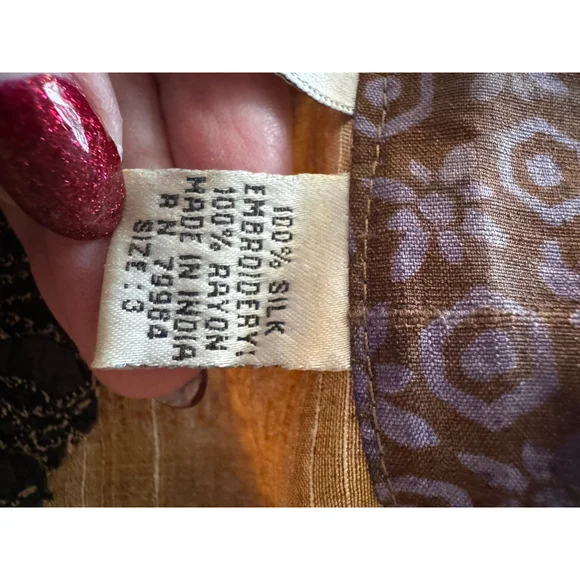 100% SILK
EMBROIDERY:
100% RAYON
MADE IN INDIA
R N 79984
SIZE : 3